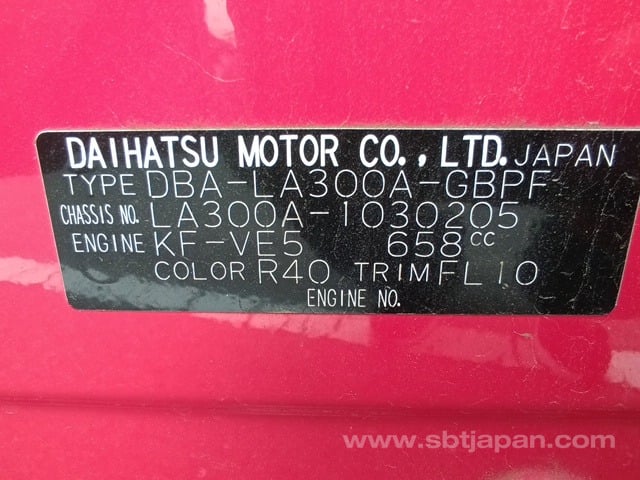 DAIHATSU MOTOR CO., LTD. JAPAN
TYPE DBA-LA300A-GBPF
CHASSIS NO. LA300A-1030205
ENGINE KF-VE5 658cc
COLOR R40 TRIM FL10
ENGINE NO.
www.sbtjapan.com